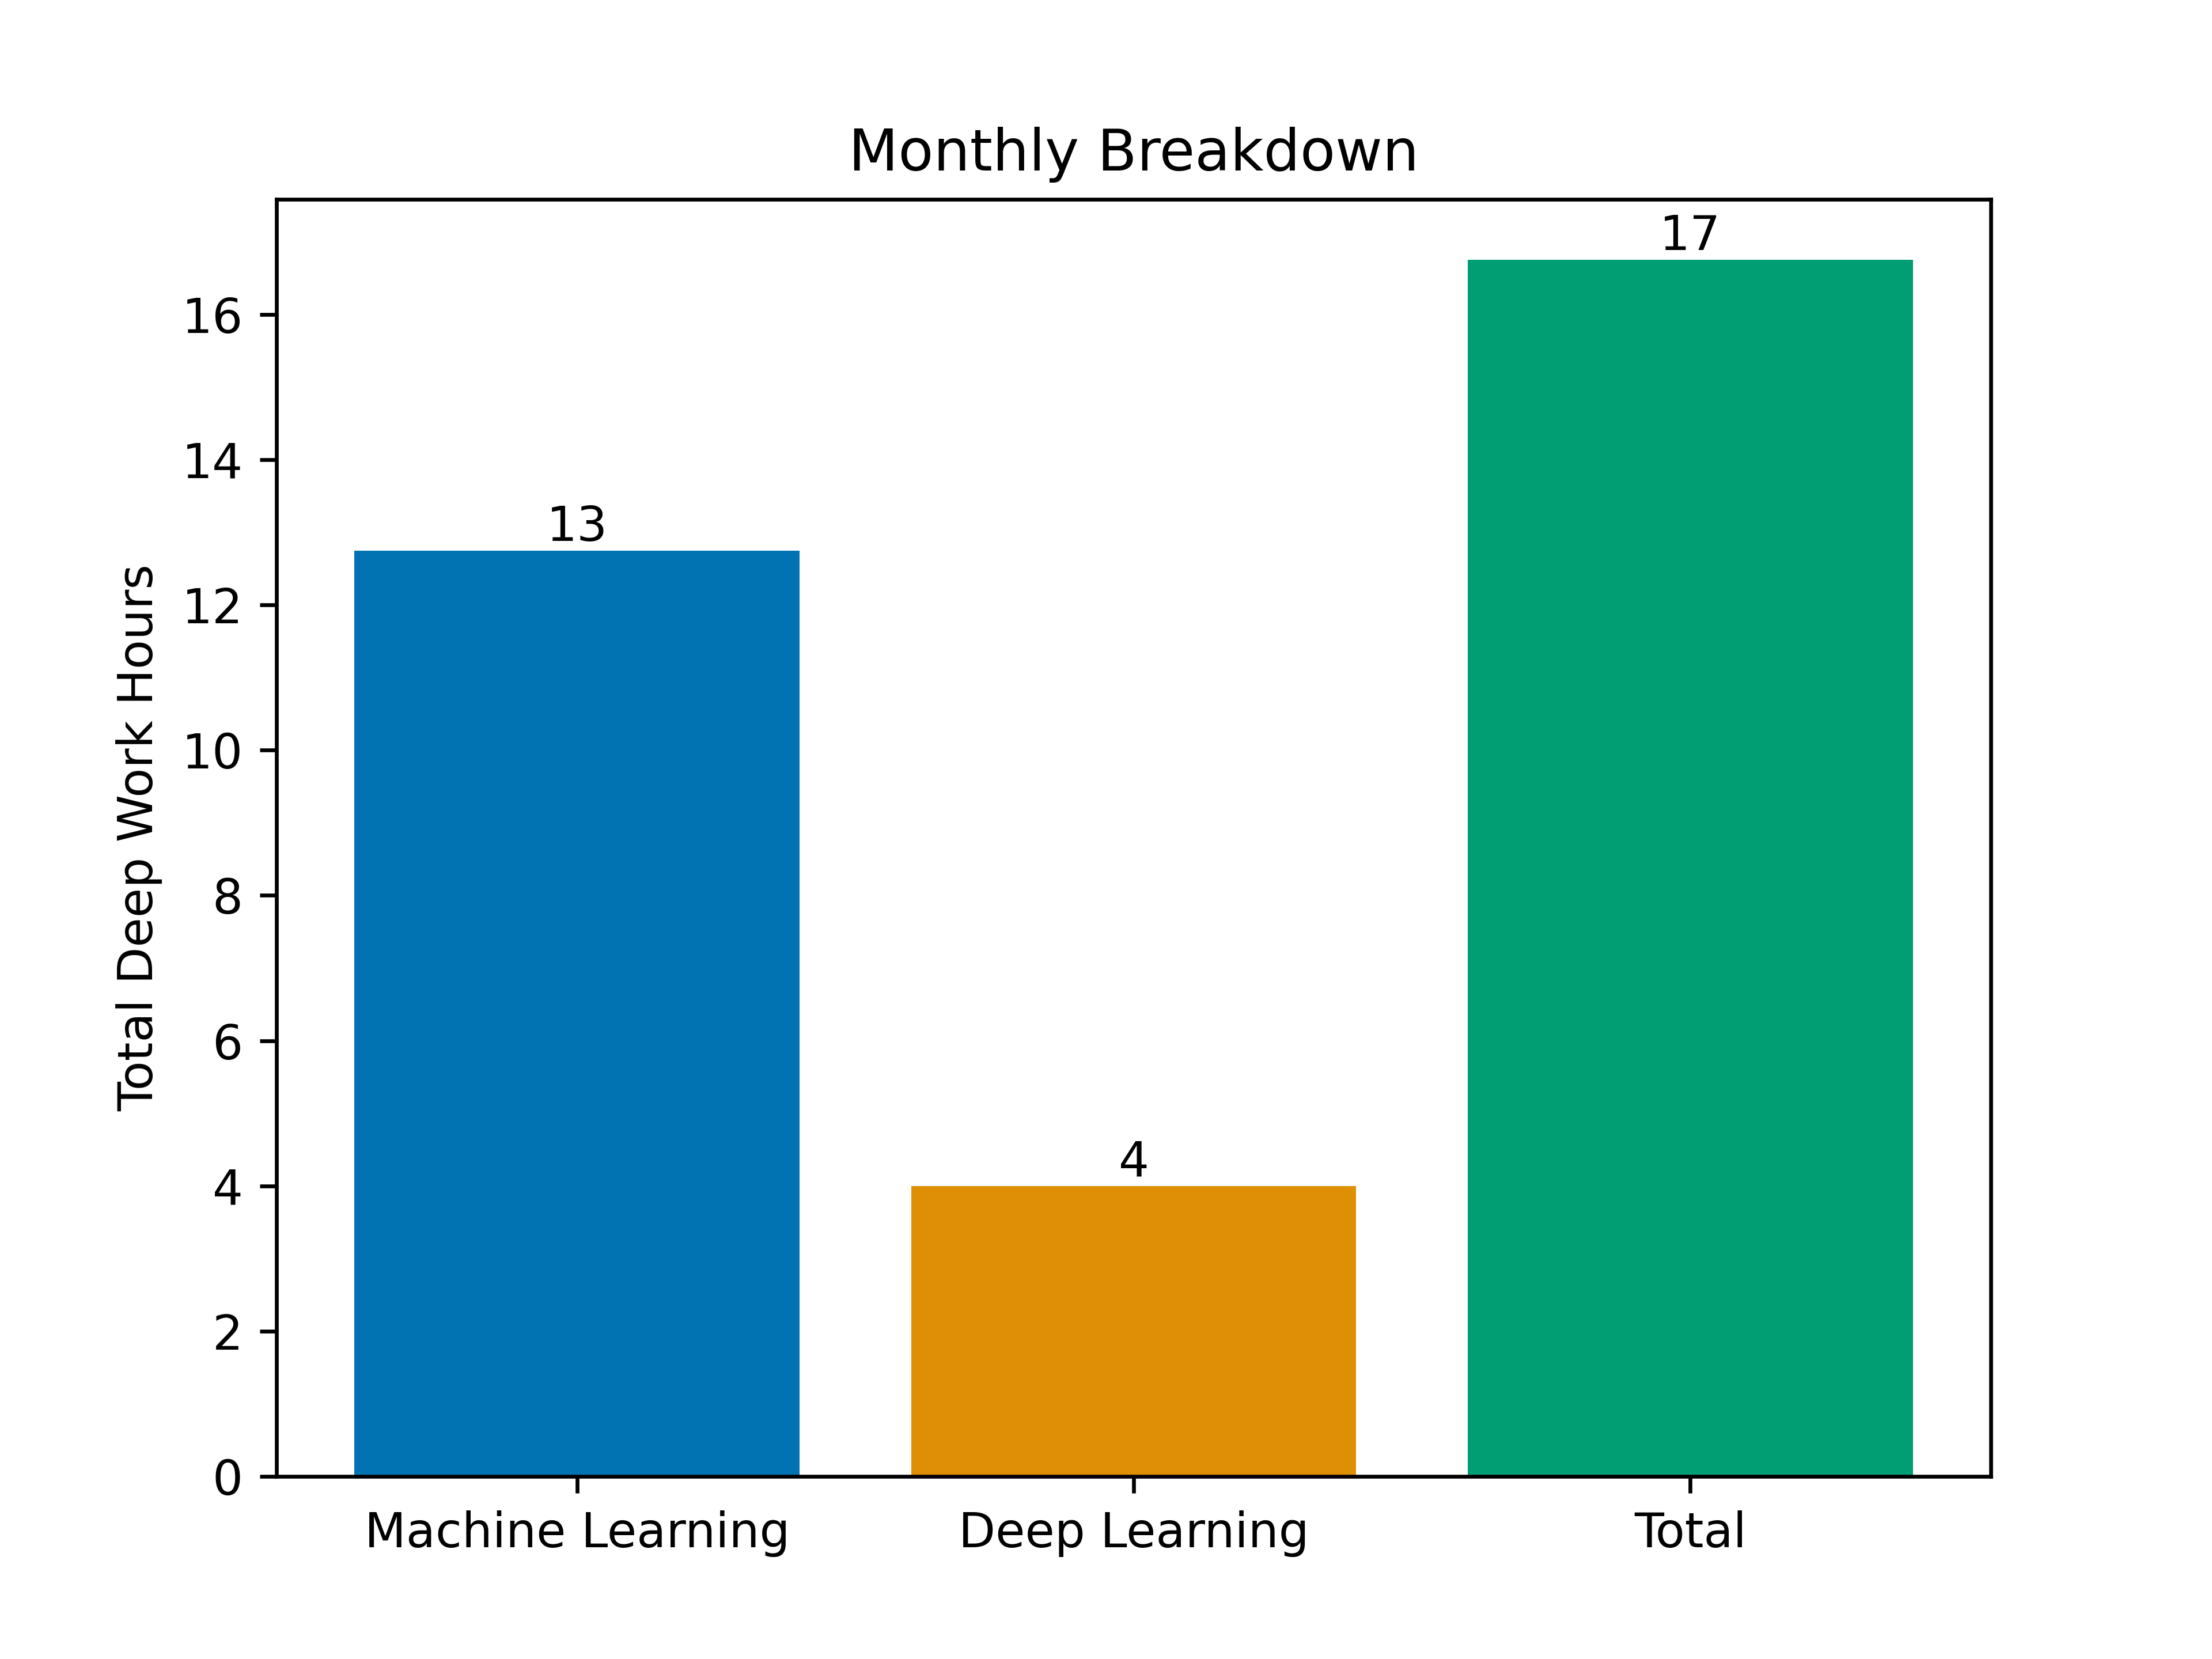 Monthly Breakdown
Total Deep Work Hours
17
16
14
13
12
10
8
6
4
4
2
0
Machine Learning
Deep Learning
Total